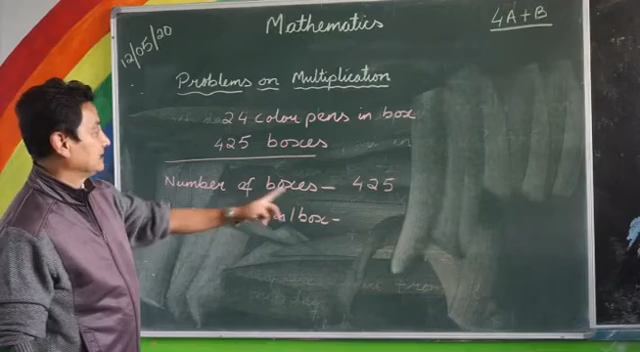 12/05/20
Mathematics
4A+B
Problems on Multiplication
24 colour pens in box
425 boxes
Number of boxes - 425
/box -